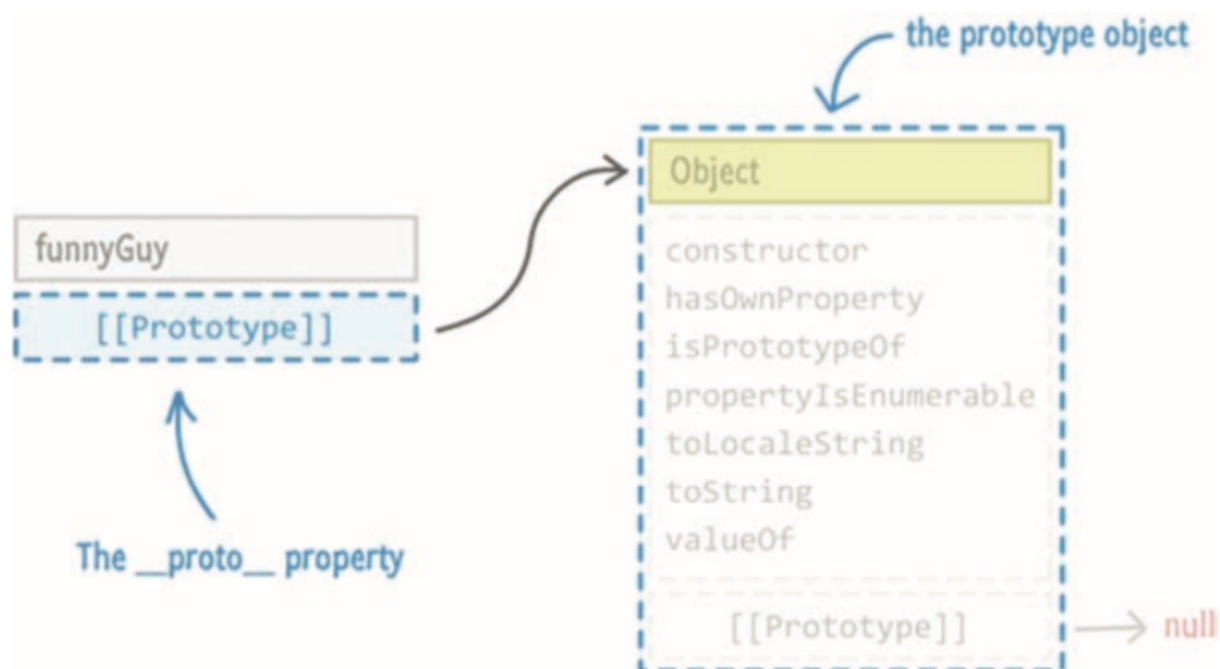 the prototype object
Object
funnyGuy
[[Prototype]]
The __proto__ property
constructor
hasOwnProperty
isPrototypeOf
propertyIsEnumerable
toLocaleString
toString
valueOf
[[Prototype]]
null